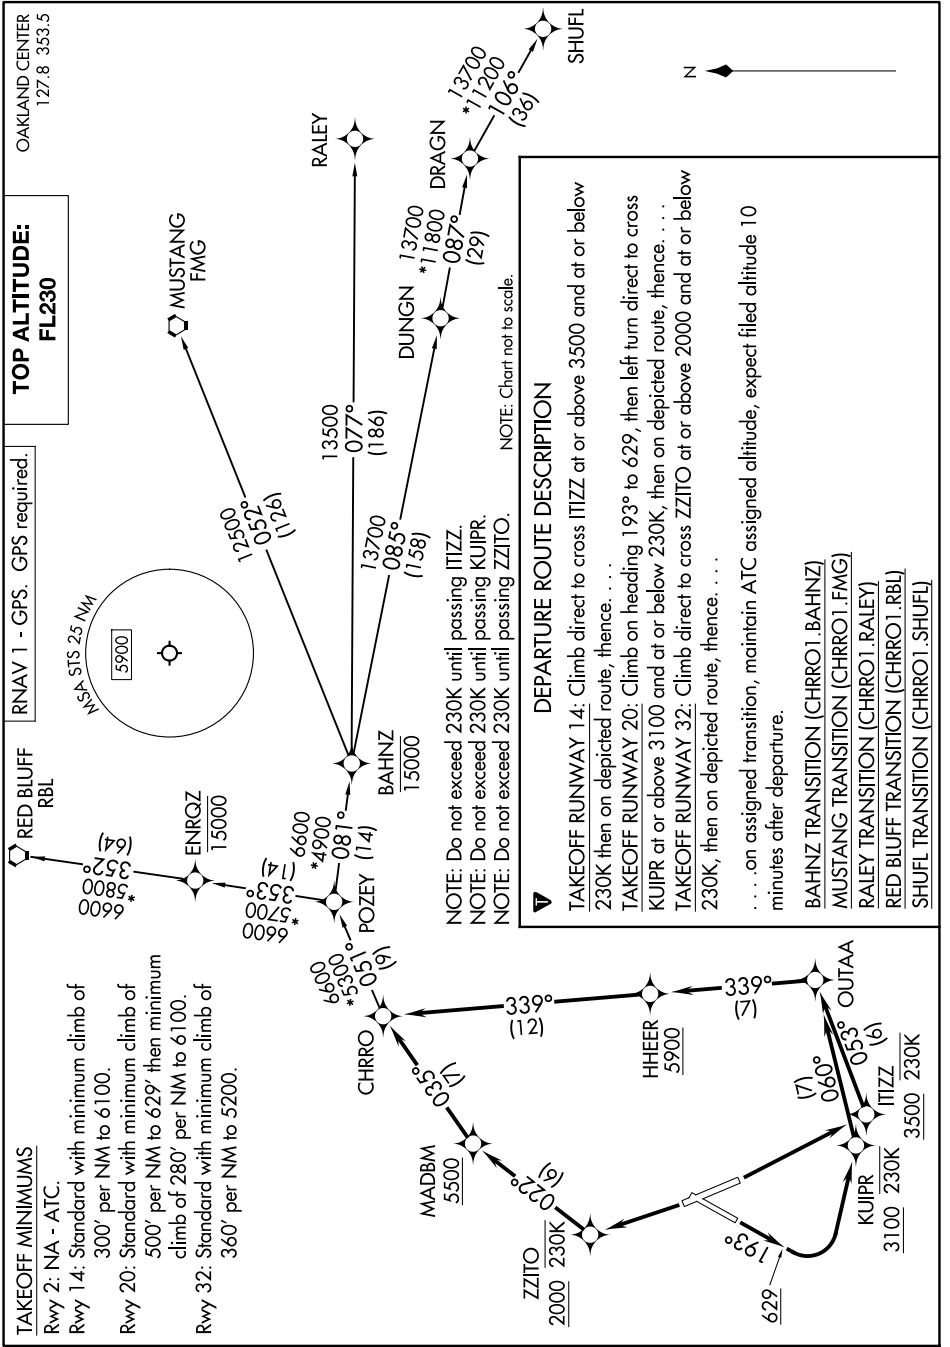 TAKEOFF MINIMUMS
Rwy 2: NA - ATC.
Rwy 14: Standard with minimum climb of
300' per NM to 6100.
Rwy 20: Standard with minimum climb of
500' per NM to 629' then minimum
climb of 280' per NM to 6100.
Rwy 32: Standard with minimum climb of
360' per NM to 5200.
RNAV 1 - GPS. GPS required.
TOP ALTITUDE:
FL230
OAKLAND CENTER
127.8 353.5
RED BLUFF
RBL
6600
*5800
352°
(64)
ENRQZ
15000
6600
*5700
353°
(14)
MSA STS 25 NM
5900
MUSTANG
FMG
12500
052°
(126)
RALEY
13500
077°
(186)
POZEY
6600
*4900
081°
(14)
BAHNZ
15000
13700
085°
(158)
DUNGN
13700
*11800
087°
(29)
DRAGN
13700
*11200
106°
(36)
SHUFL
N
CHRRO
6600
*5300
051°
(9)
035°
(7)
MADBM
5500
022°
(6)
ZZITO
2000 230K
339°
(12)
HHEER
5900
339°
(7)
OUTAA
(7)
060°
053°
(6)
ITIZZ
3500 230K
KUIPR
3100 230K
193°
629
NOTE: Do not exceed 230K until passing ITIZZ.
NOTE: Do not exceed 230K until passing KUIPR.
NOTE: Do not exceed 230K until passing ZZITO.
NOTE: Chart not to scale.
T
DEPARTURE ROUTE DESCRIPTION
TAKEOFF RUNWAY 14: Climb direct to cross ITIZZ at or above 3500 and at or below
230K then on depicted route, thence. . . .
TAKEOFF RUNWAY 20: Climb on heading 193° to 629, then left turn direct to cross
KUIPR at or above 3100 and at or below 230K, then on depicted route, thence. . . .
TAKEOFF RUNWAY 32: Climb direct to cross ZZITO at or above 2000 and at or below
230K, then on depicted route, thence. . . .
. . . .on assigned transition, maintain ATC assigned altitude, expect filed altitude 10
minutes after departure.
BAHNZ TRANSITION (CHRRO1.BAHNZ)
MUSTANG TRANSITION (CHRRO1.FMG)
RALEY TRANSITION (CHRRO1.RALEY)
RED BLUFF TRANSITION (CHRRO1.RBL)
SHUFL TRANSITION (CHRRO1.SHUFL)